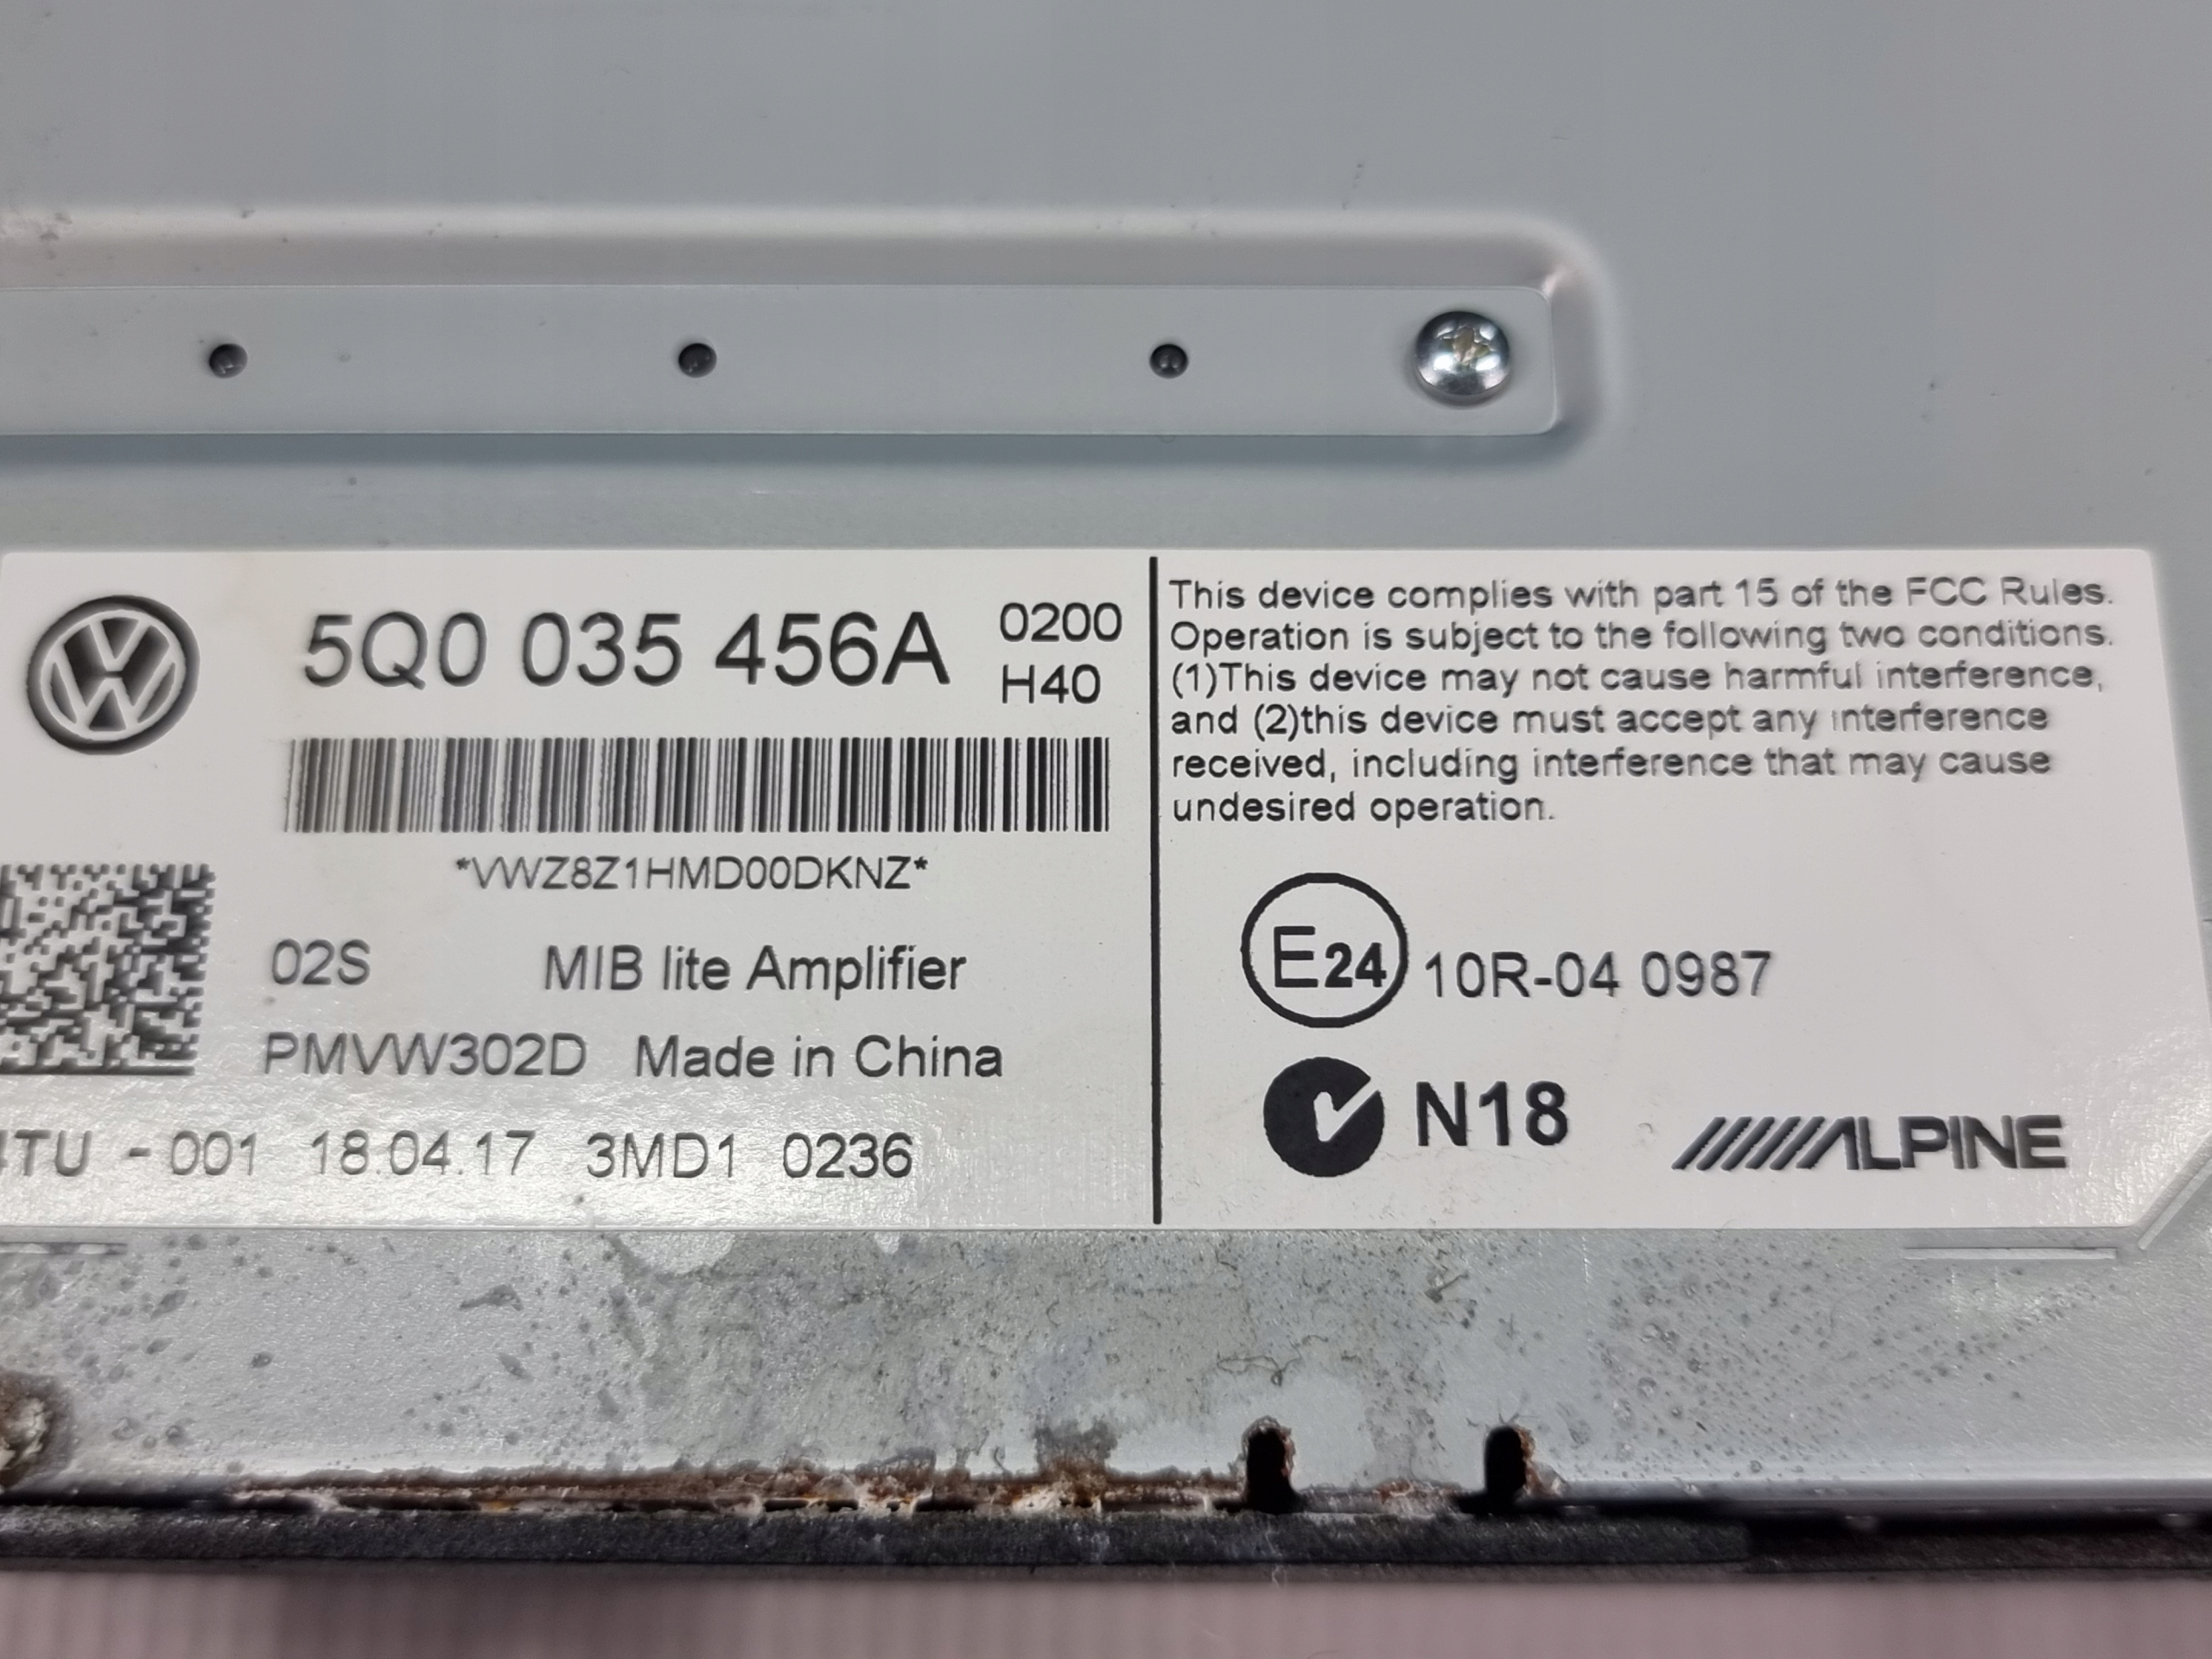 5Q0 035 456A
0200
H40
*VWZ8Z1HMD00DKNZ*
02S MIB lite Amplifier
PMVW302D Made in China
-001 18.04.17 3MD1 0236
This device complies with part 15 of the FCC Rules.
Operation is subject to the following two conditions.
(1)This device may not cause harmful interference,
and (2)this device must accept any interference
received, including interference that may cause
undesired operation.
E24 10R-04 0987
N18
ALPINE